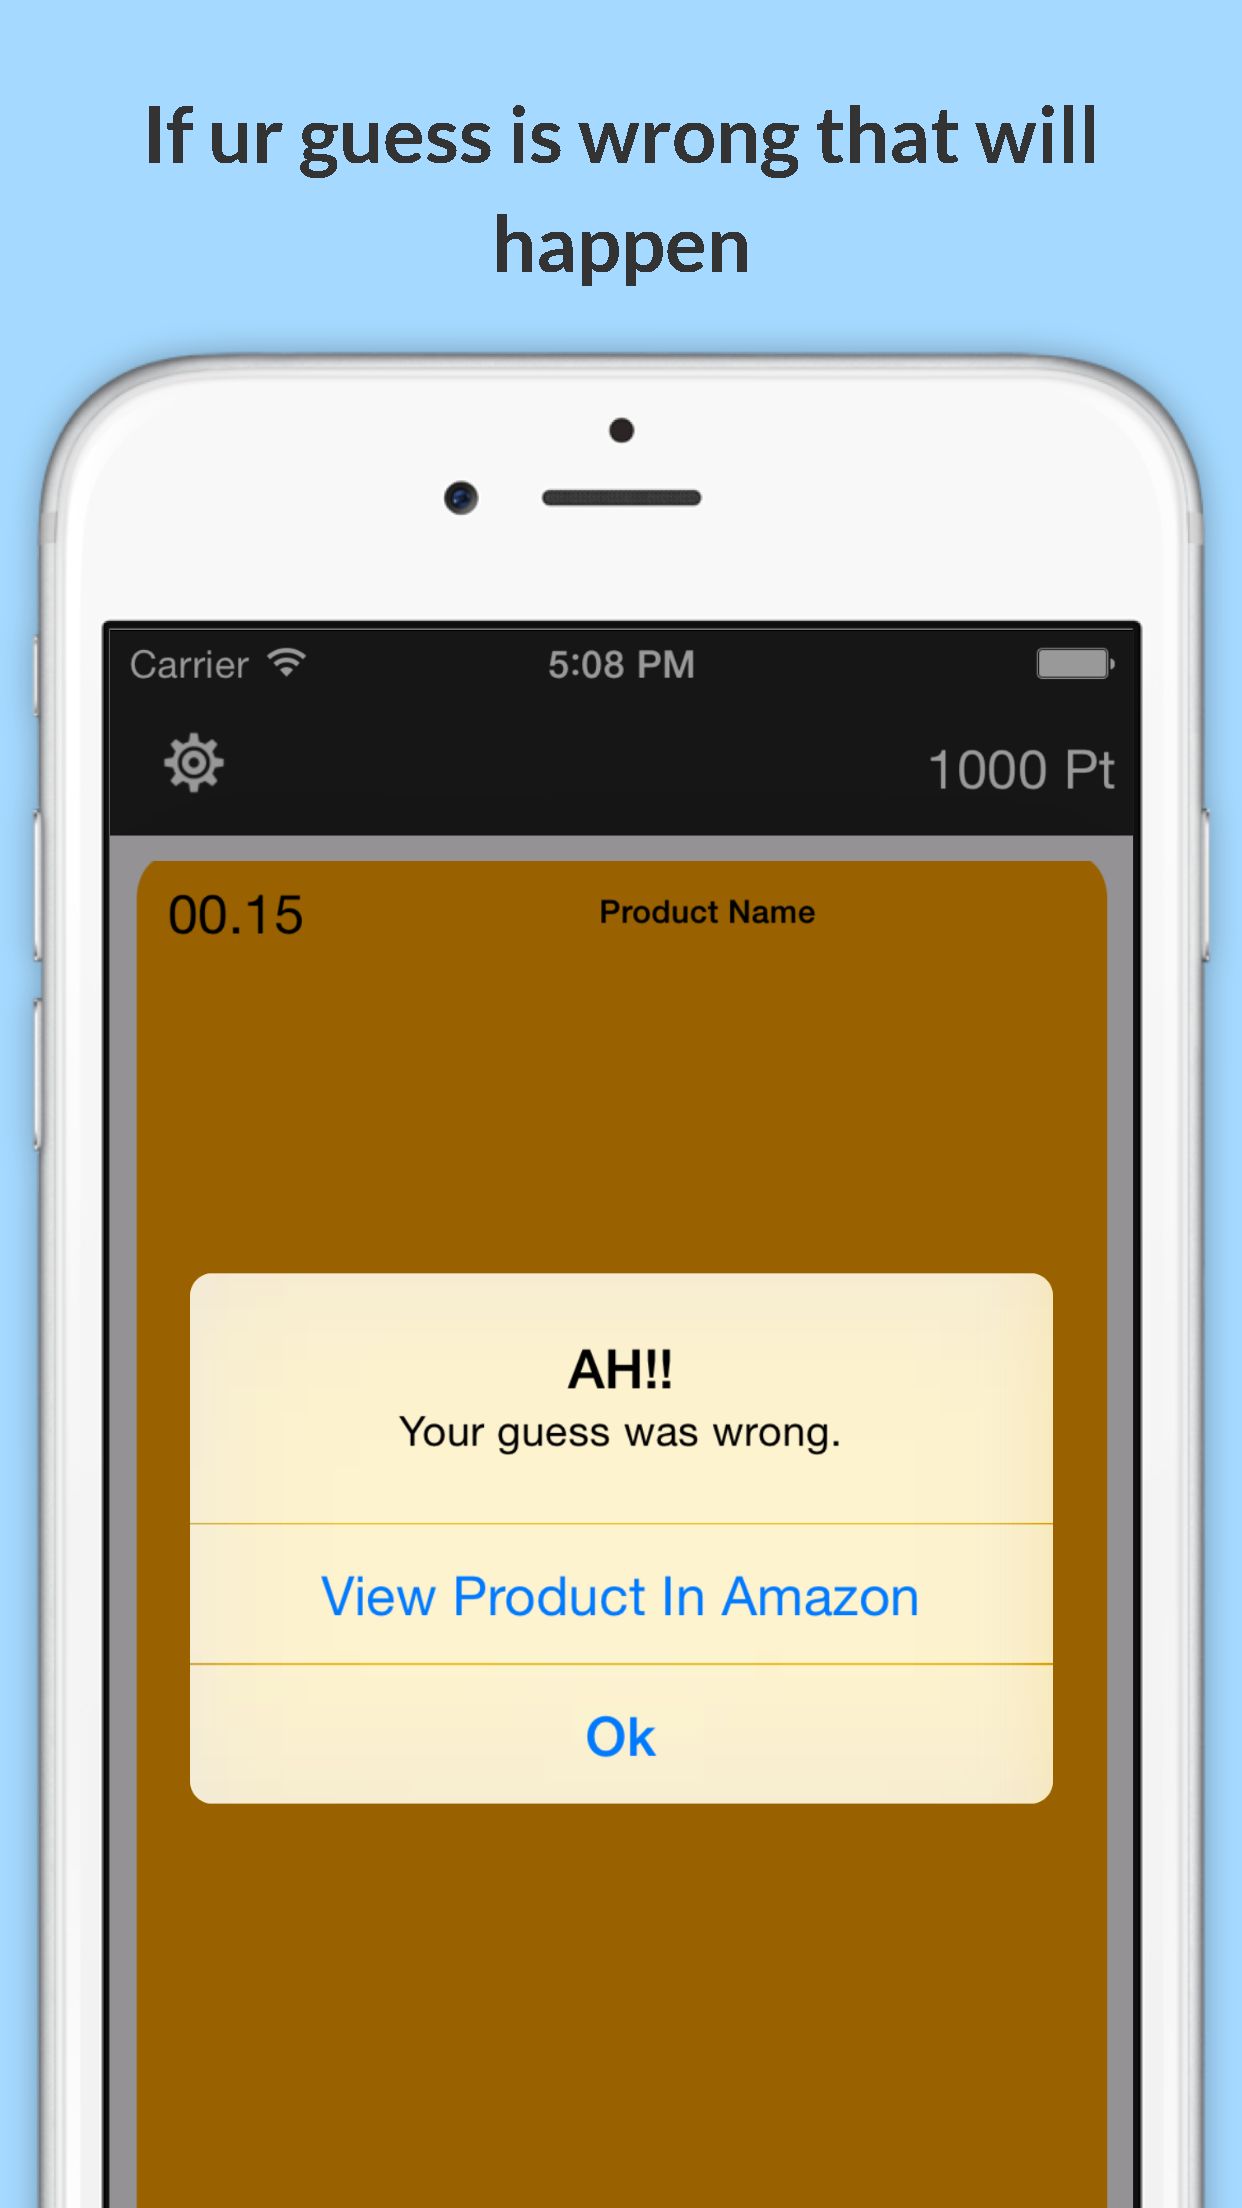 If ur guess is wrong that will
happen
Carrier 5:08 PM
1000 Pt
00.15 Product Name
AH!!
Your guess was wrong.
View Product In Amazon
Ok